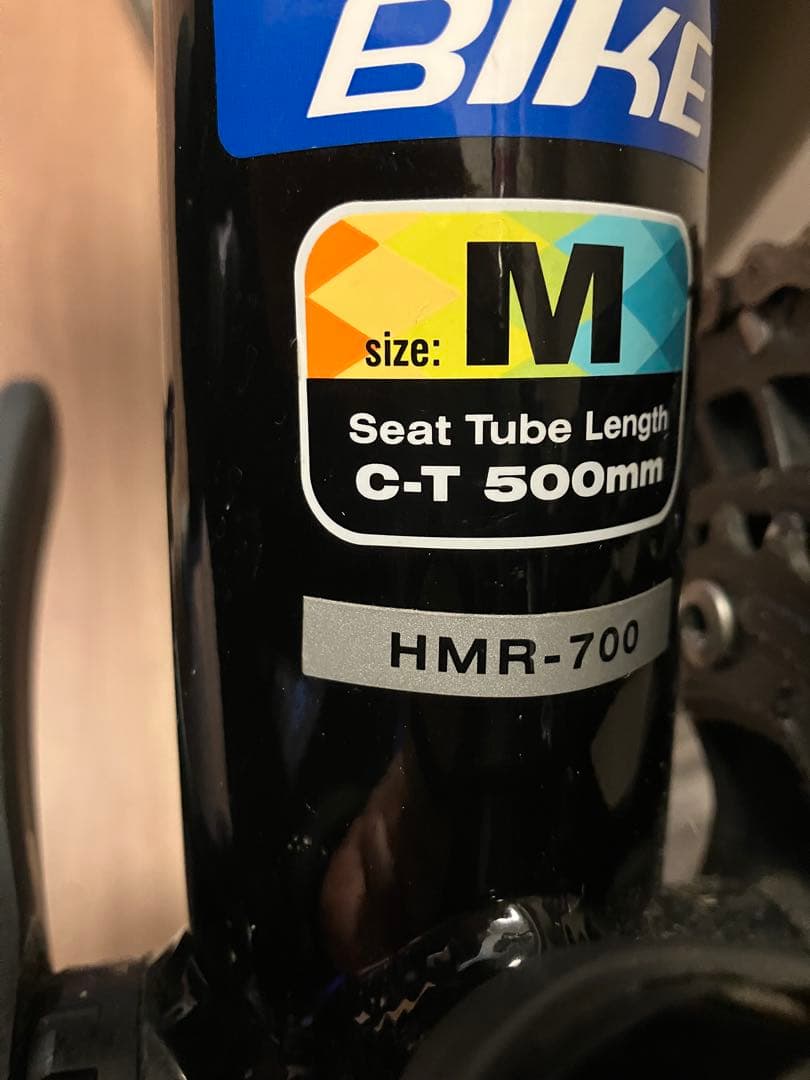 BIKE
size: M
Seat Tube Length
C-T 500mm
HMR-700